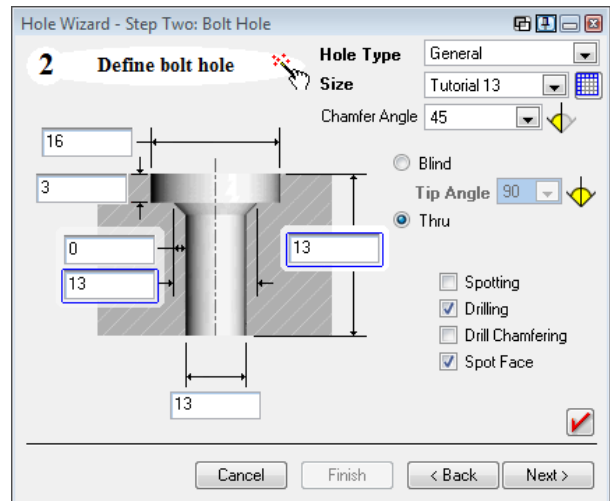 Hole Wizard - Step Two: Bolt Hole
2 Define bolt hole
Hole Type General
Size Tutorial 13
Chamfer Angle 45
16
3
0
13
13
13
Blind
Tip Angle 90
Thru
Spotting
Drilling
Drill Chamfering
Spot Face
Cancel Finish < Back Next >